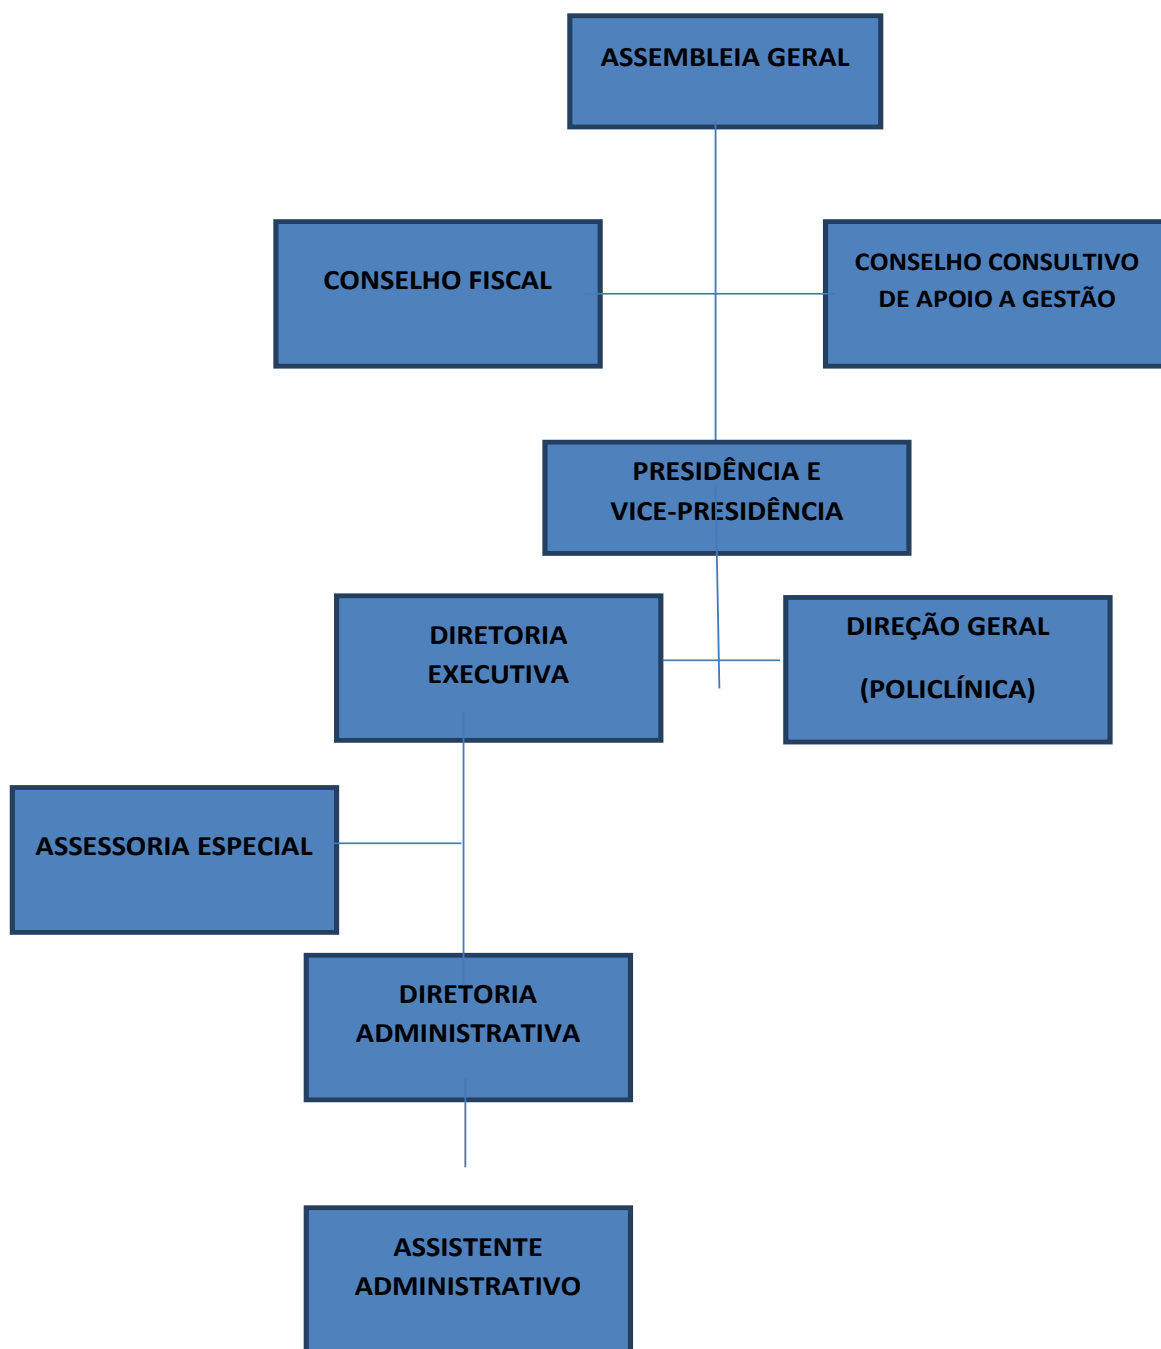 ASSEMBLEIA GERAL
CONSELHO FISCAL
CONSELHO CONSULTIVO
DE APOIO A GESTÃO
PRESIDÊNCIA E
VICE-PRESIDÊNCIA
DIRETORIA
EXECUTIVA
DIREÇÃO GERAL
(POLICLÍNICA)
ASSESSORIA ESPECIAL
DIRETORIA
ADMINISTRATIVA
ASSISTENTE
ADMINISTRATIVO